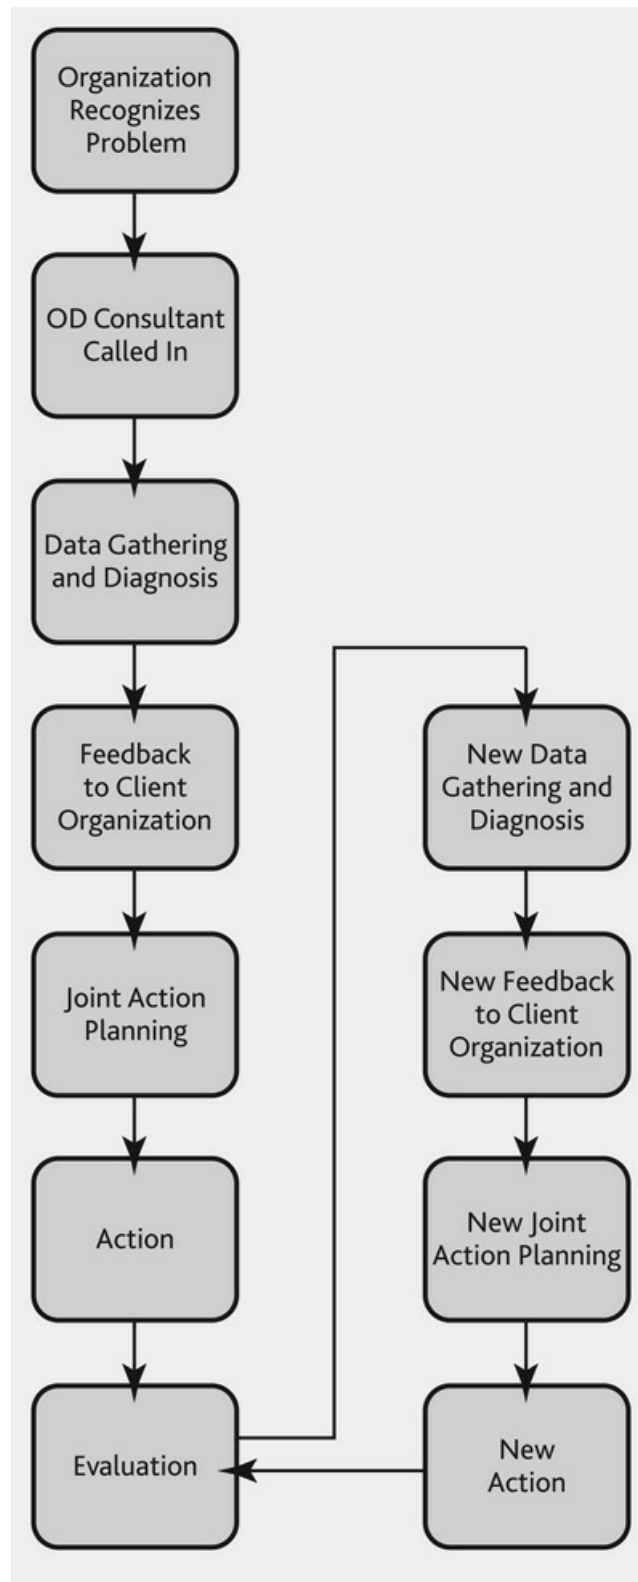 Organization
Recognizes
Problem
OD Consultant
Called In
Data Gathering
and Diagnosis
Feedback
to Client
Organization
Joint Action
Planning
Action
Evaluation
New Data
Gathering and
Diagnosis
New Feedback
to Client
Organization
New Joint
Action Planning
New
Action